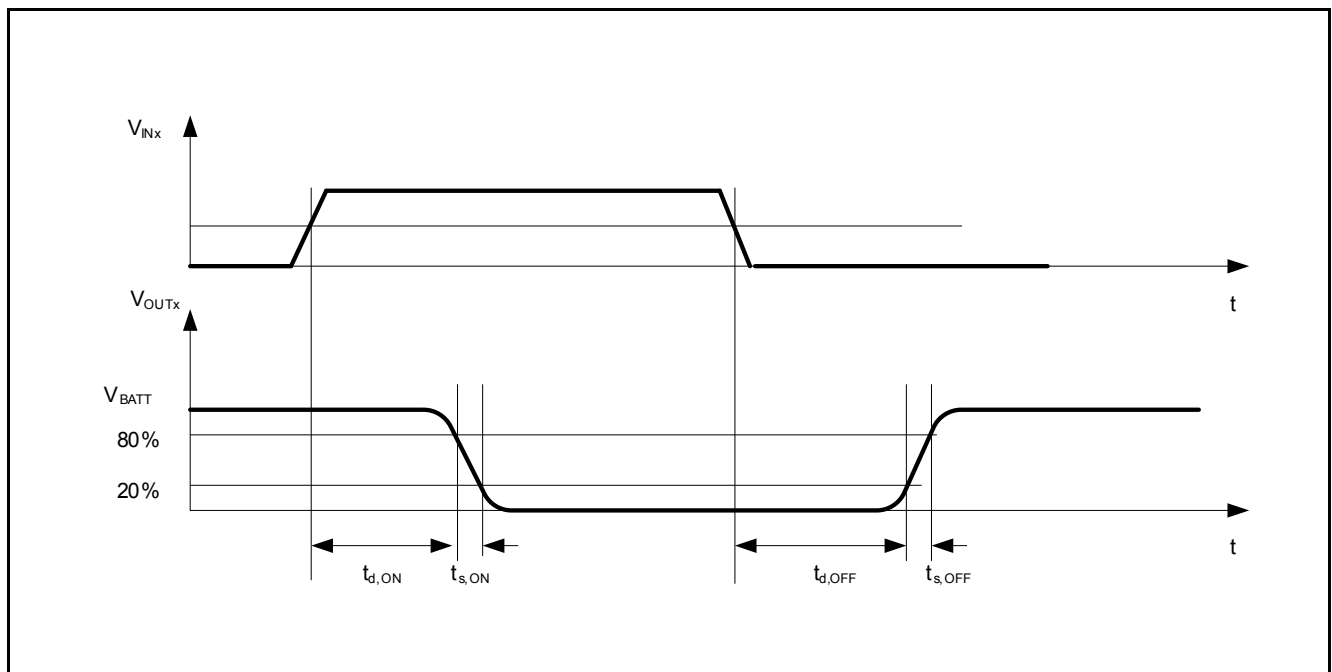 V_INx
t
V_OUTx
V_BATT
80%
20%
t
t_d,ON
t_s,ON
t_d,OFF
t_s,OFF